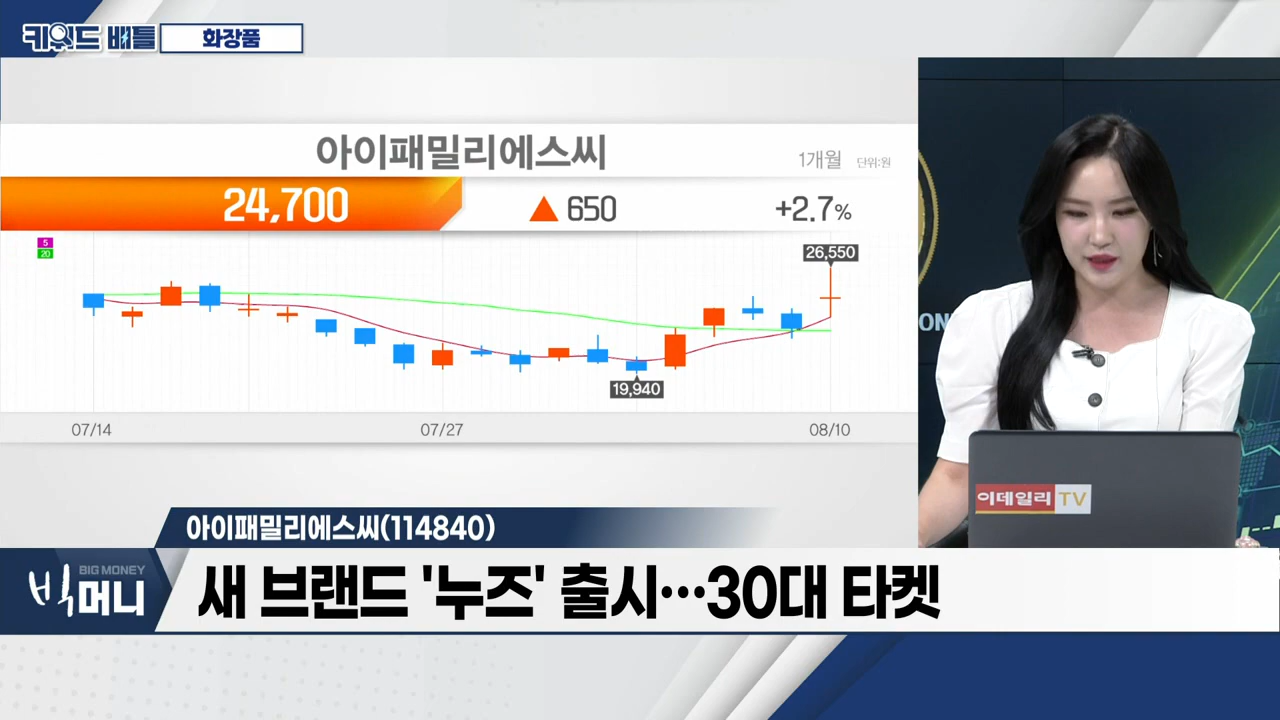 키워드 배틀
화장품
아이패밀리에스씨
1개월 단위:원
24,700
▲ 650
+2.7%
5
20
26,550
19,940
07/14
07/27
08/10
ON
이데일리 TV
아이패밀리에스씨(114840)
BIG MONEY
빅머니
새 브랜드 '누즈' 출시…30대 타켓